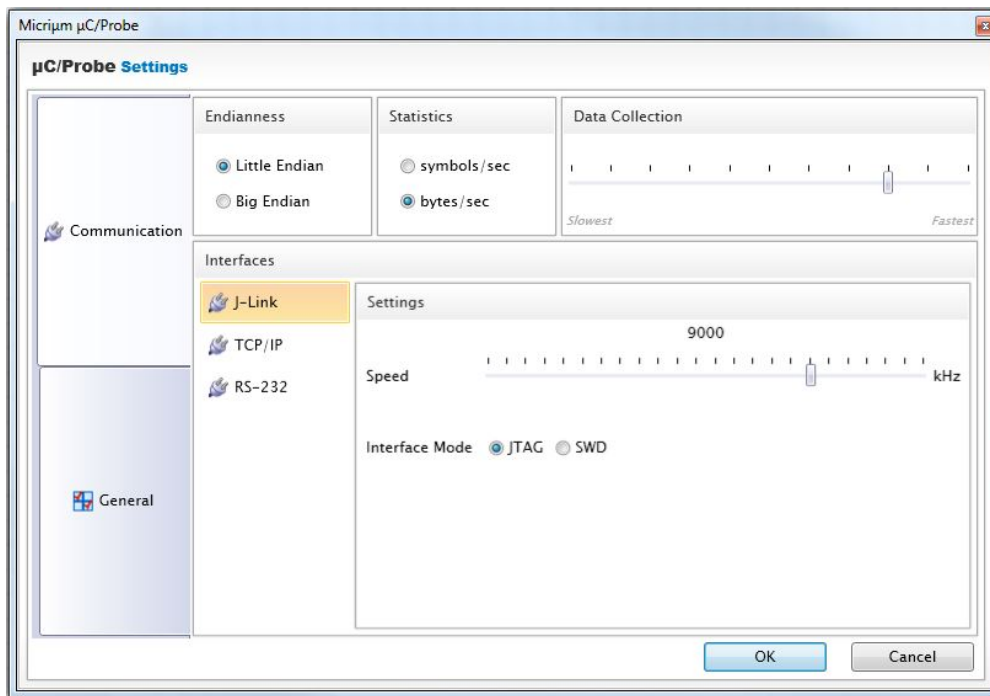 Micriµm µC/Probe
µC/Probe Settings
Communication
General
Endianness
Little Endian
Big Endian
Statistics
symbols/sec
bytes/sec
Data Collection
Slowest
Fastest
Interfaces
J-Link
TCP/IP
RS-232
Settings
9000
Speed
kHz
Interface Mode JTAG SWD
OK
Cancel